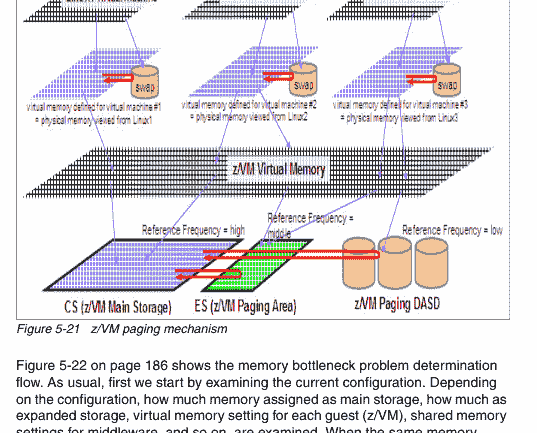 swap
swap
swap
virtual memory defined for virtual machine #1
= physical memory viewed from Linux1
virtual memory defined for virtual machine #2
= physical memory viewed from Linux2
virtual memory defined for virtual machine #3
= physical memory viewed from Linux3
z/VM Virtual Memory
Reference Frequency = high
Reference Frequency =
middle
Reference Frequency = low
CS (z/VM Main Storage)
ES (z/VM Paging Area)
z/VM Paging DASD
Figure 5-21 z/VM paging mechanism
Figure 5-22 on page 186 shows the memory bottleneck problem determination
flow. As usual, first we start by examining the current configuration. Depending
on the configuration, how much memory assigned as main storage, how much as
expanded storage, virtual memory setting for each guest (z/VM), shared memory
settings for middleware, and so on, are examined. When the same memory